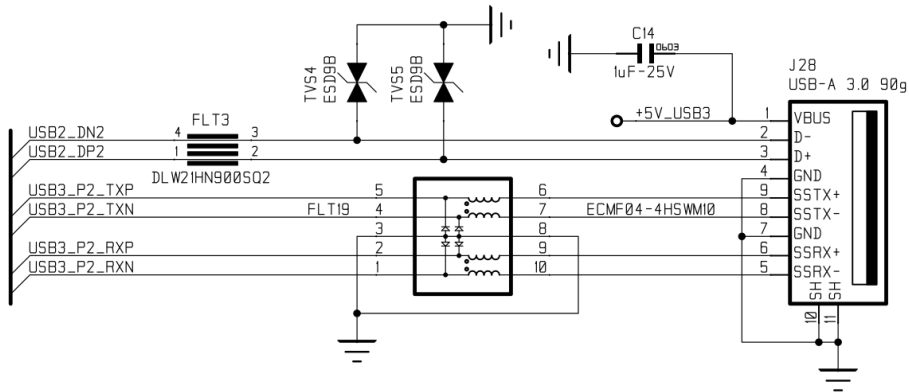 C14
0603
1uF-25V
J28
USB-A 3.0 90g
TVS4
ESD9B
TVS5
ESD9B
+5V_USB3
1 VBUS
FLT3
USB2_DN2 4 3 2 D-
USB2_DP2 1 2 3 D+
DLW21HN900SQ2
4 GND
USB3_P2_TXP 5 6 9 SSTX+
USB3_P2_TXN FLT19 4 7 ECMF04-4HSWM10 8 SSTX-
3 8 7 GND
USB3_P2_RXP 2 9 6 SSRX+
USB3_P2_RXN 1 10 5 SSRX-
SH SH
10 11